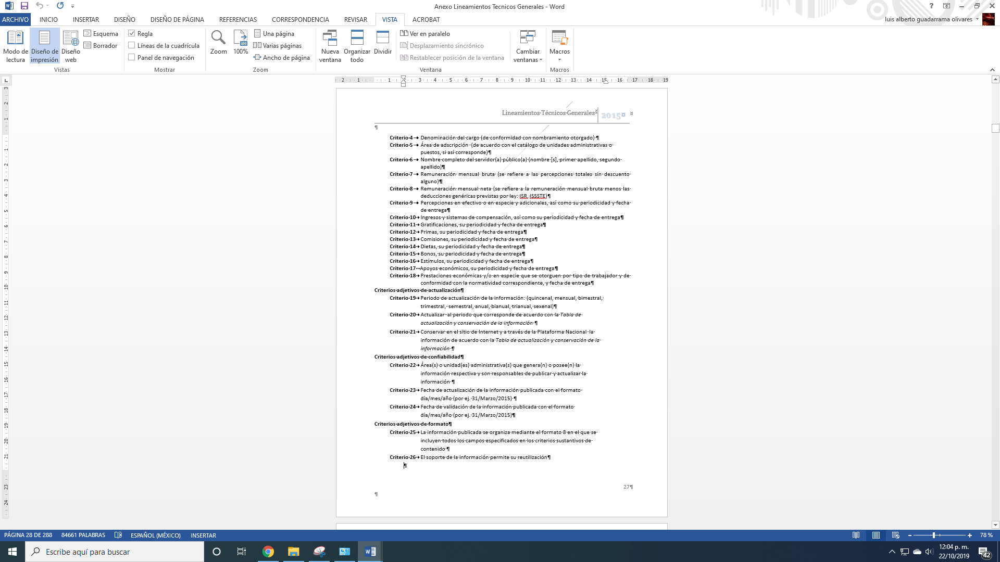 Anexo Lineamientos Tecnicos Generales - Word
ARCHIVO INICIO INSERTAR DISEÑO DISEÑO DE PÁGINA REFERENCIAS CORRESPONDENCIA REVISAR VISTA ACROBAT
luis alberto guadarrama olivares
Modo de lectura
Diseño de impresión
Diseño web
Esquema
Borrador
Vistas
Regla
Líneas de la cuadrícula
Panel de navegación
Mostrar
Zoom
100%
Una página
Varias páginas
Ancho de página
Zoom
Nueva ventana
Organizar todo
Dividir
Ver en paralelo
Desplazamiento sincrónico
Restablecer posición de la ventana
Ventana
Cambiar ventanas
Macros
Macros
2 1 1 2 3 4 5 6 7 8 9 10 11 12 13 14 15 16 17 18 19
Lineamientos·Técnicos·Generales¤ 2015¤ ¤
¶
Criterio·4→ Denominación·del·cargo·(de·conformidad·con·nombramiento·otorgado)·¶
Criterio·5→ Área·de·adscripción··(de·acuerdo·con·el·catálogo·de·unidades·administrativas·o·
puestos,·si·así·corresponde)¶
Criterio·6→ Nombre·completo·del·servidor(a)·público(a)·(nombre·[s],·primer·apellido,·segundo·
apellido)¶
Criterio·7→ Remuneración·mensual·bruta·(se·refiere·a·las·percepciones·totales·sin·descuento·
alguno)¶
Criterio·8→ Remuneración·mensual·neta·(se·refiere·a·la·remuneración·mensual·bruta·menos·las·
deducciones·genéricas·previstas·por·ley:·ISR,·ISSSTE)¶
Criterio·9→ Percepciones·en·efectivo·o·en·especie·y·adicionales,·así·como·su·periodicidad·y·fecha·
de·entrega¶
Criterio·10→ Ingresos·y·sistemas·de·compensación,·así·como·su·periodicidad·y·fecha·de·entrega¶
Criterio·11→ Gratificaciones,·su·periodicidad·y·fecha·de·entrega¶
Criterio·12→ Primas,·su·periodicidad·y·fecha·de·entrega¶
Criterio·13→ Comisiones,·su·periodicidad·y·fecha·de·entrega¶
Criterio·14→ Dietas,·su·periodicidad·y·fecha·de·entrega¶
Criterio·15→ Bonos,·su·periodicidad·y·fecha·de·entrega¶
Criterio·16→ Estímulos,·su·periodicidad·y·fecha·de·entrega¶
Criterio·17···Apoyos·económicos,·su·periodicidad·y·fecha·de·entrega¶
Criterio·18→ Prestaciones·económicas·y/o·en·especie·que·se·otorguen·por·tipo·de·trabajador·y·de·
conformidad·con·la·normatividad·correspondiente,·y·fecha·de·entrega¶
Criterios·adjetivos·de·actualización¶
Criterio·19→ Periodo·de·actualización·de·la·información:·(quincenal,·mensual,·bimestral,·
trimestral,··semestral,·anual,·bianual,·trianual,·sexenal)¶
Criterio·20→ Actualizar··al·periodo·que·corresponde·de·acuerdo·con·la·Tabla·de·
actualización·y·conservación·de·la·información·¶
Criterio·21→ Conservar·en·el·sitio·de·Internet·y·a·través·de·la·Plataforma·Nacional··la·
información·de·acuerdo·con·la·Tabla·de·actualización·y·conservación·de·la·
información·¶
Criterios·adjetivos·de·confiabilidad¶
Criterio·22→ Área(s)·o·unidad(es)·administrativa(s)·que·genera(n)·o·posee(n)·la·
información·respectiva·y·son·responsables·de·publicar·y·actualizar·la·
información·¶
Criterio·23→ Fecha·de·actualización·de·la·información·publicada·con·el·formato·
día/mes/año·(por·ej.·31/Marzo/2015)·¶
Criterio·24→ Fecha·de·validación·de·la·información·publicada·con·el·formato·
día/mes/año·(por·ej.·31/Marzo/2015)¶
Criterios·adjetivos·de·formato¶
Criterio·25→ La·información·publicada·se·organiza·mediante·el·formato·8·en·el·que·se·
incluyen·todos·los·campos·especificados·en·los·criterios·sustantivos·de·
contenido·¶
Criterio·26→ El·soporte·de·la·información·permite·su·reutilización¶
¶
27¶
¶
PÁGINA 28 DE 288 84661 PALABRAS ESPAÑOL (MÉXICO) INSERTAR 78 %
Escribe aquí para buscar
12:04 p. m.
22/10/2019
42